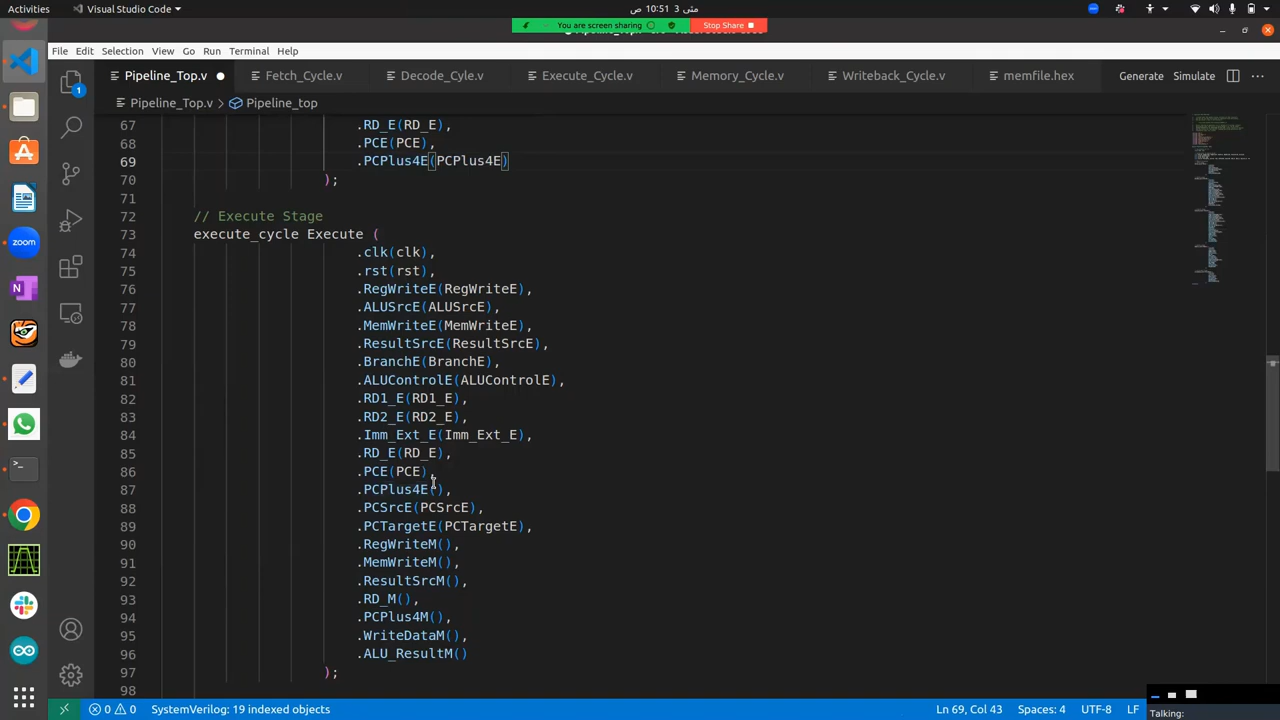 Activities
Visual Studio Code
مئی 3 10:51 ص
You are screen sharing
Stop Share
File Edit Selection View Go Run Terminal Help
Pipeline_Top.v Fetch_Cycle.v Decode_Cyle.v Execute_Cycle.v Memory_Cycle.v Writeback_Cycle.v memfile.hex Generate Simulate
Pipeline_Top.v > Pipeline_top
67 .RD_E(RD_E),
68 .PCE(PCE),
69 .PCPlus4E(PCPlus4E)
70 );
71
72 // Execute Stage
73 execute_cycle Execute (
74 .clk(clk),
75 .rst(rst),
76 .RegWriteE(RegWriteE),
77 .ALUSrcE(ALUSrcE),
78 .MemWriteE(MemWriteE),
79 .ResultSrcE(ResultSrcE),
80 .BranchE(BranchE),
81 .ALUControlE(ALUControlE),
82 .RD1_E(RD1_E),
83 .RD2_E(RD2_E),
84 .Imm_Ext_E(Imm_Ext_E),
85 .RD_E(RD_E),
86 .PCE(PCE),
87 .PCPlus4E(),
88 .PCSrcE(PCSrcE),
89 .PCTargetE(PCTargetE),
90 .RegWriteM(),
91 .MemWriteM(),
92 .ResultSrcM(),
93 .RD_M(),
94 .PCPlus4M(),
95 .WriteDataM(),
96 .ALU_ResultM()
97 );
98
1
zoom
0 0 SystemVerilog: 19 indexed objects Ln 69, Col 43 Spaces: 4 UTF-8 LF
Talking: